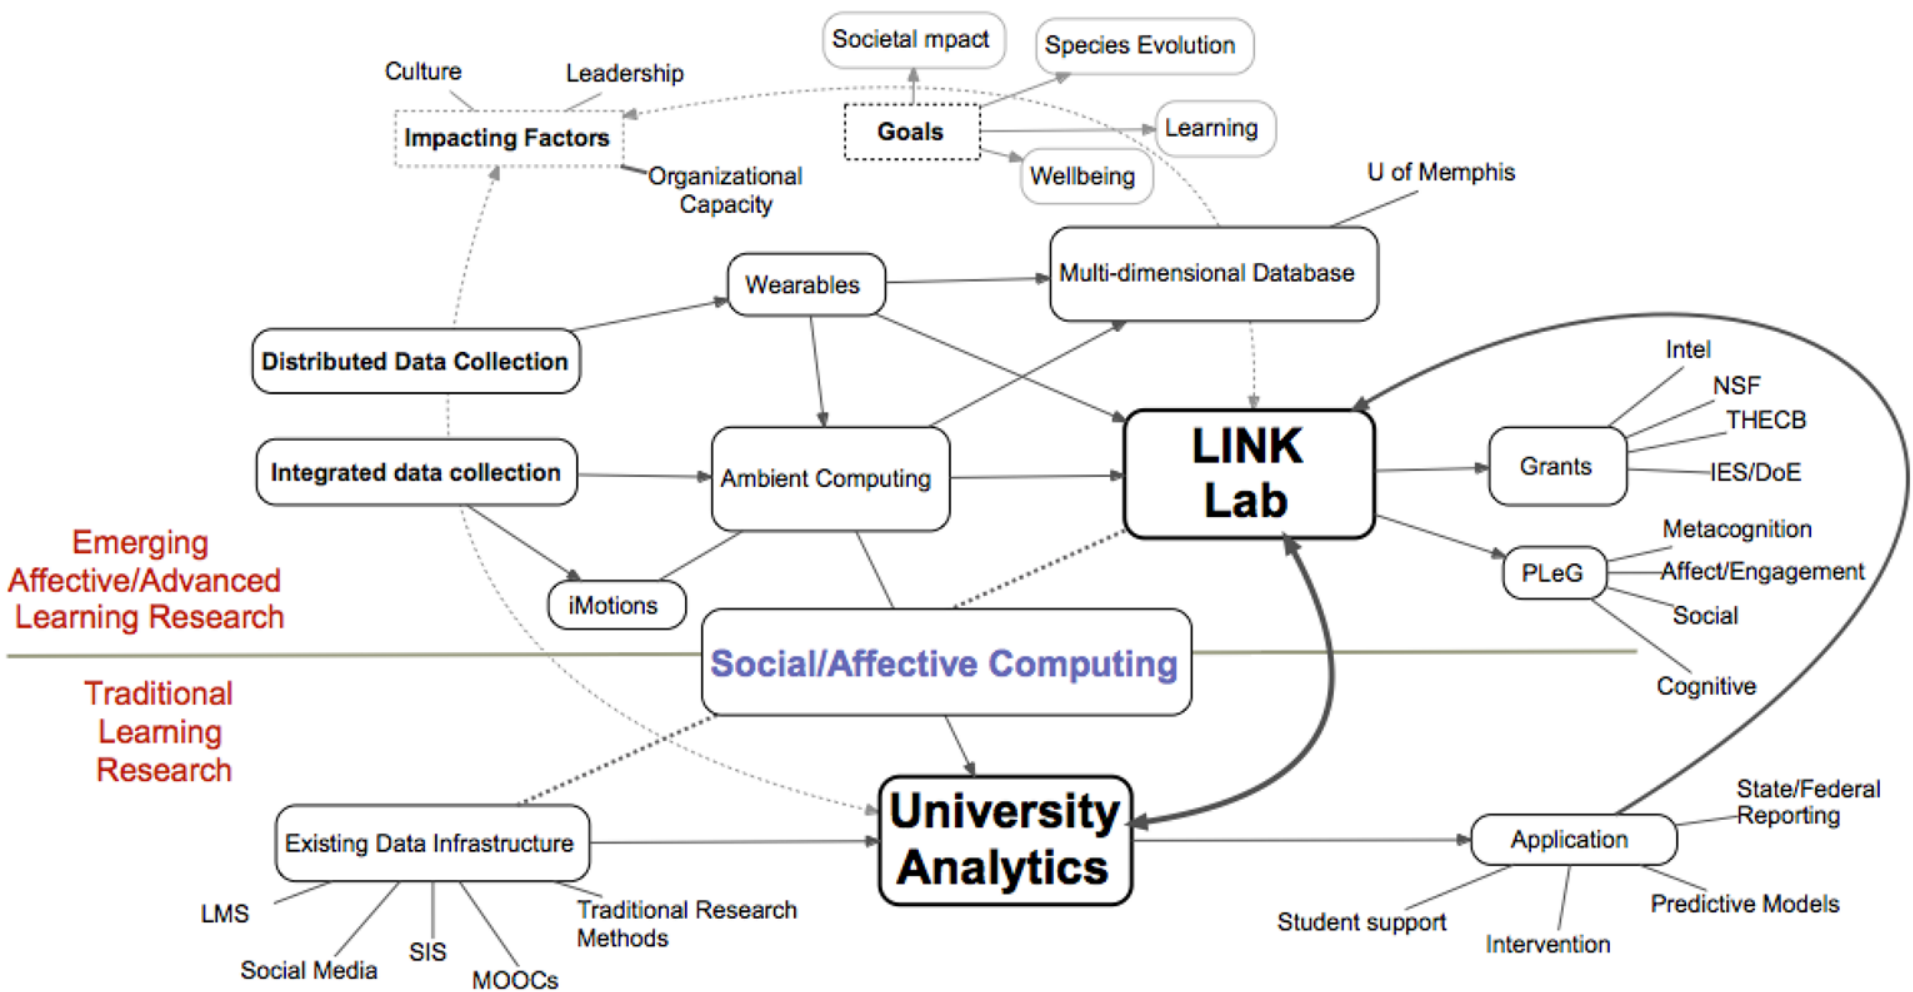 Societal mpact
Species Evolution
Culture
Leadership
Impacting Factors
Goals
Learning
Organizational
Capacity
Wellbeing
U of Memphis
Wearables
Multi-dimensional Database
Distributed Data Collection
Intel
NSF
THECB
IES/DoE
LINK
Lab
Grants
Integrated data collection
Ambient Computing
Emerging
Affective/Advanced
Learning Research
iMotions
PLeG
Metacognition
Affect/Engagement
Social
Cognitive
Social/Affective Computing
Traditional
Learning
Research
University
Analytics
Existing Data Infrastructure
LMS
Social Media
SIS
MOOCs
Traditional Research
Methods
Application
State/Federal
Reporting
Student support
Intervention
Predictive Models